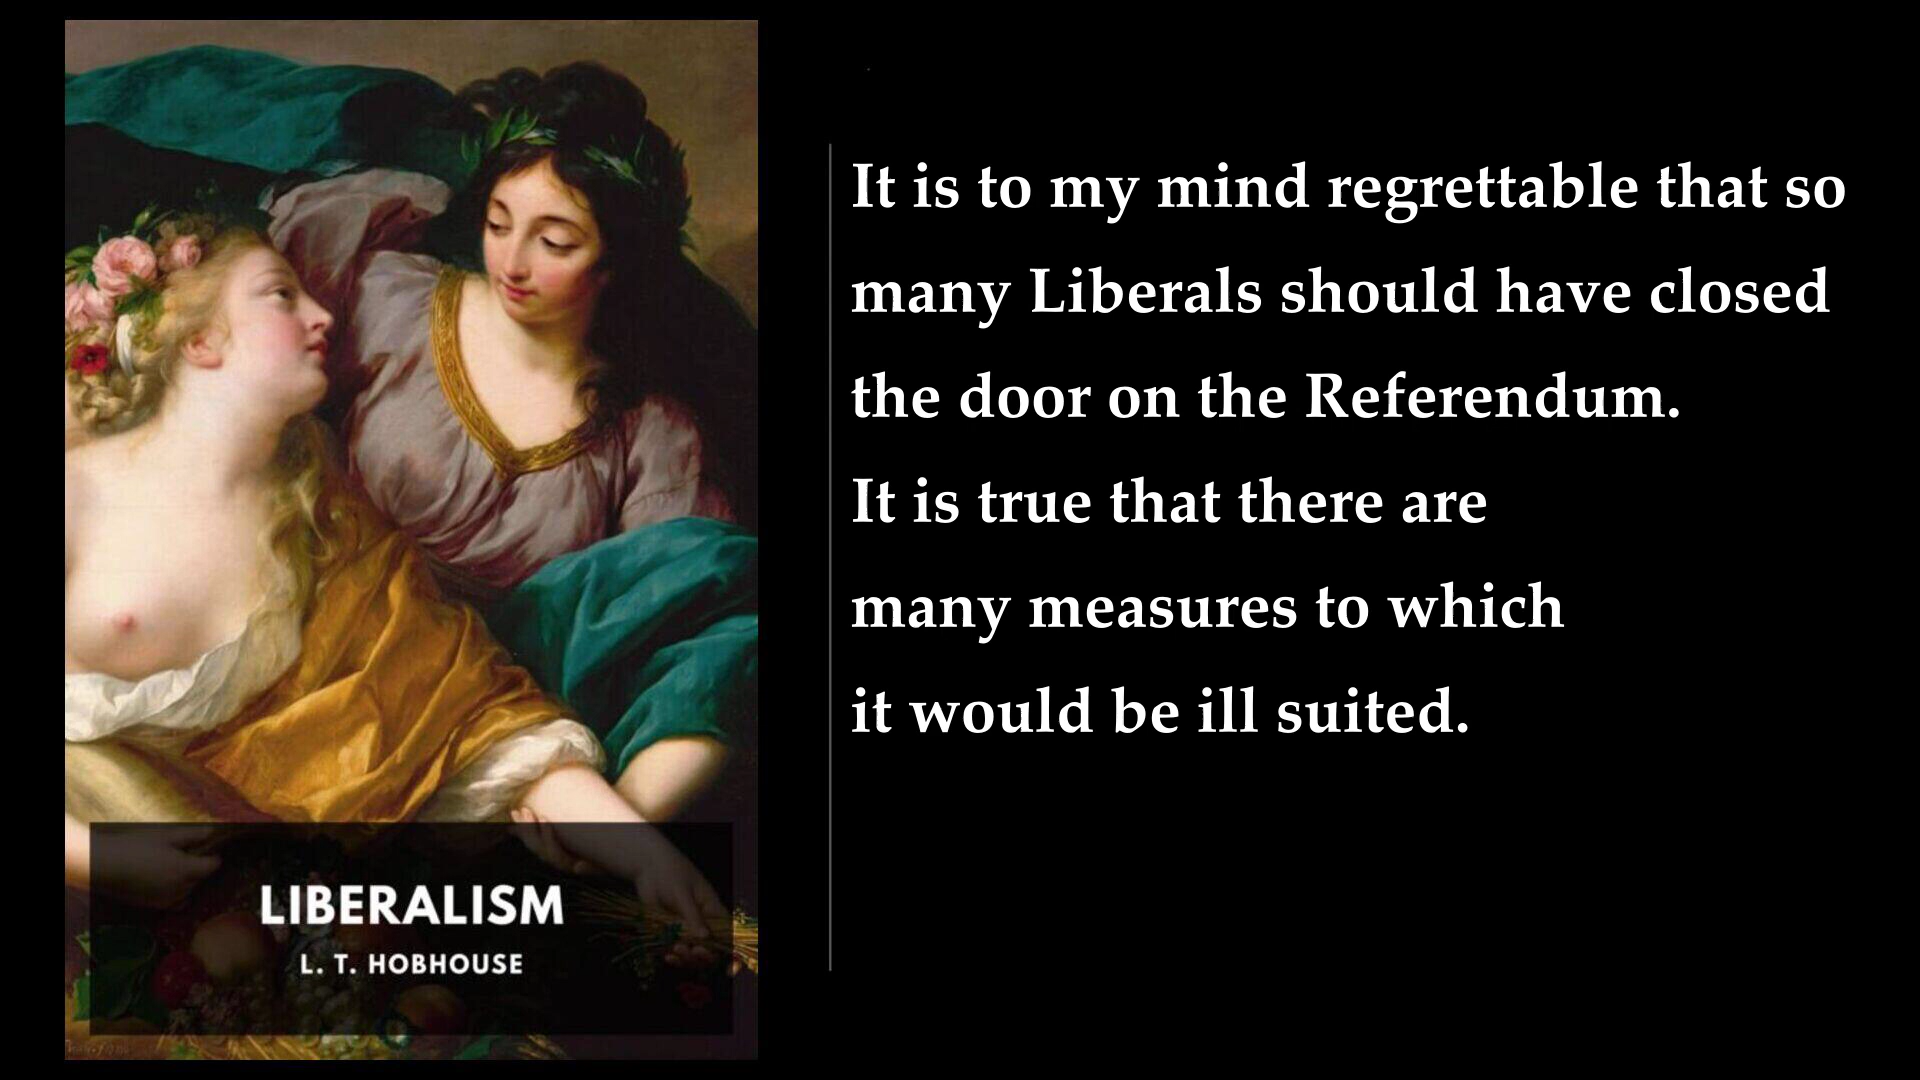 It is to my mind regrettable that so
many Liberals should have closed
the door on the Referendum.
It is true that there are
many measures to which
it would be ill suited.
LIBERALISM
L. T. HOBHOUSE